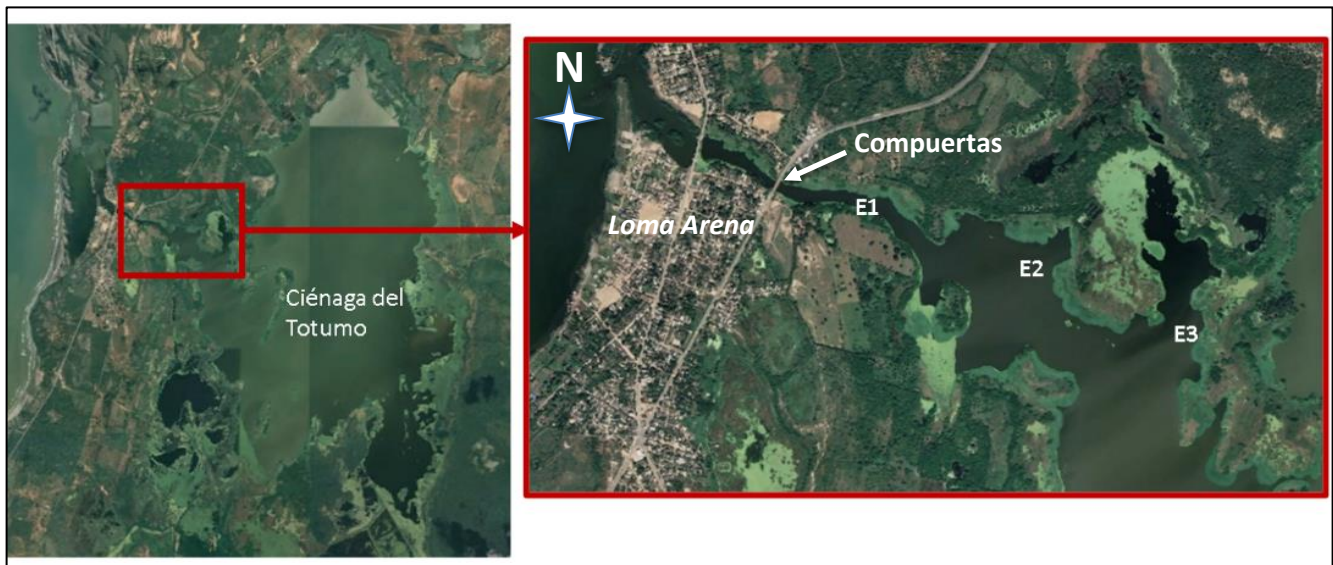 Ciénaga del
Totumo
N
Compuertas
E1
Loma Arena
E2
E3